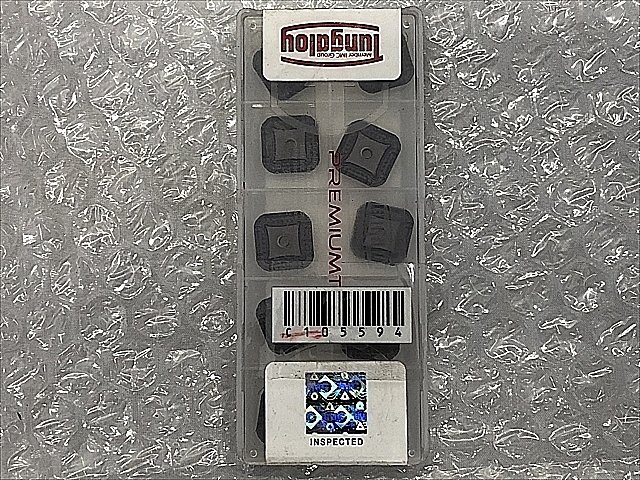 Tungaloy
Member IMC Group
PREMIUMT
C105594
INSPECTED